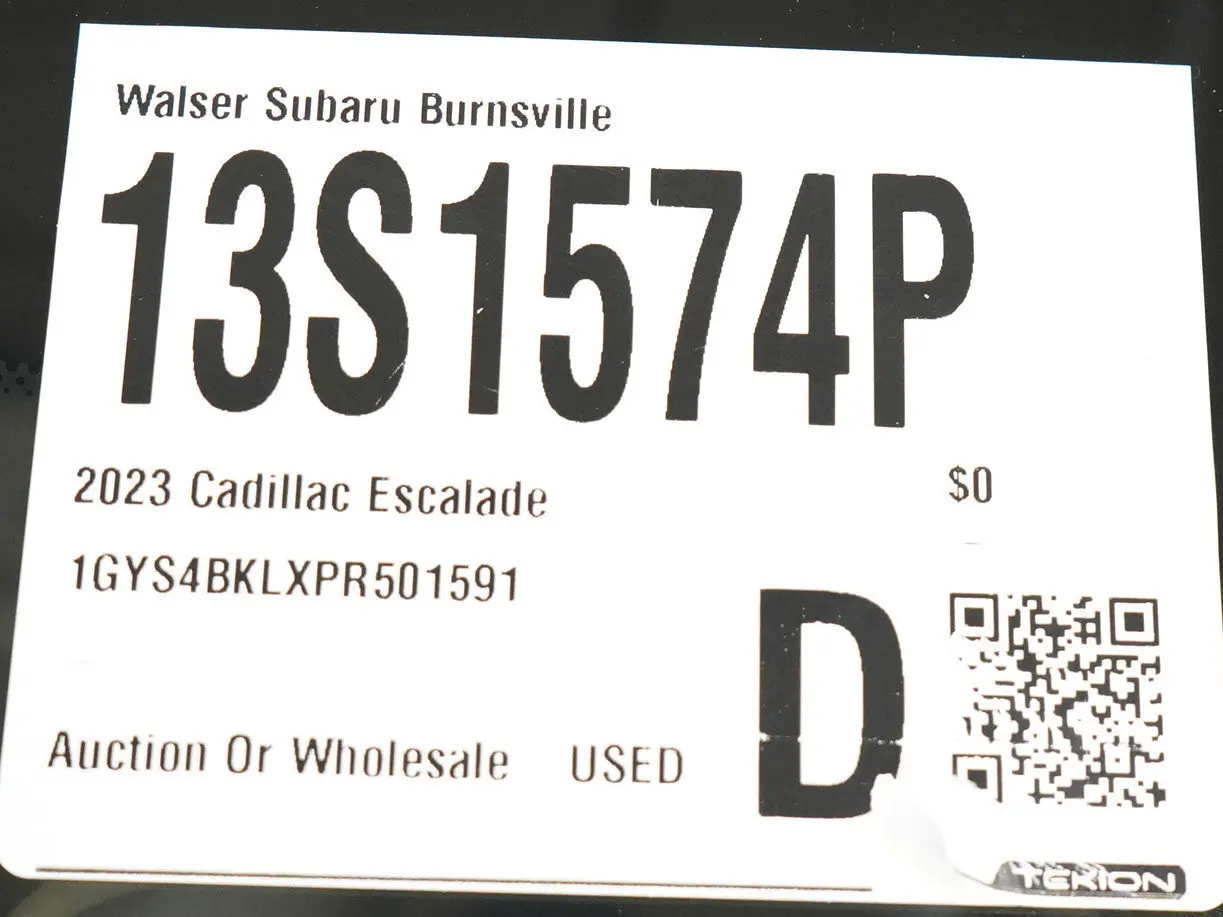 Walser Subaru Burnsville
13S1574P
2023 Cadillac Escalade $0
1GYS4BKLXPR501591
D
Auction Or Wholesale USED
TEKION